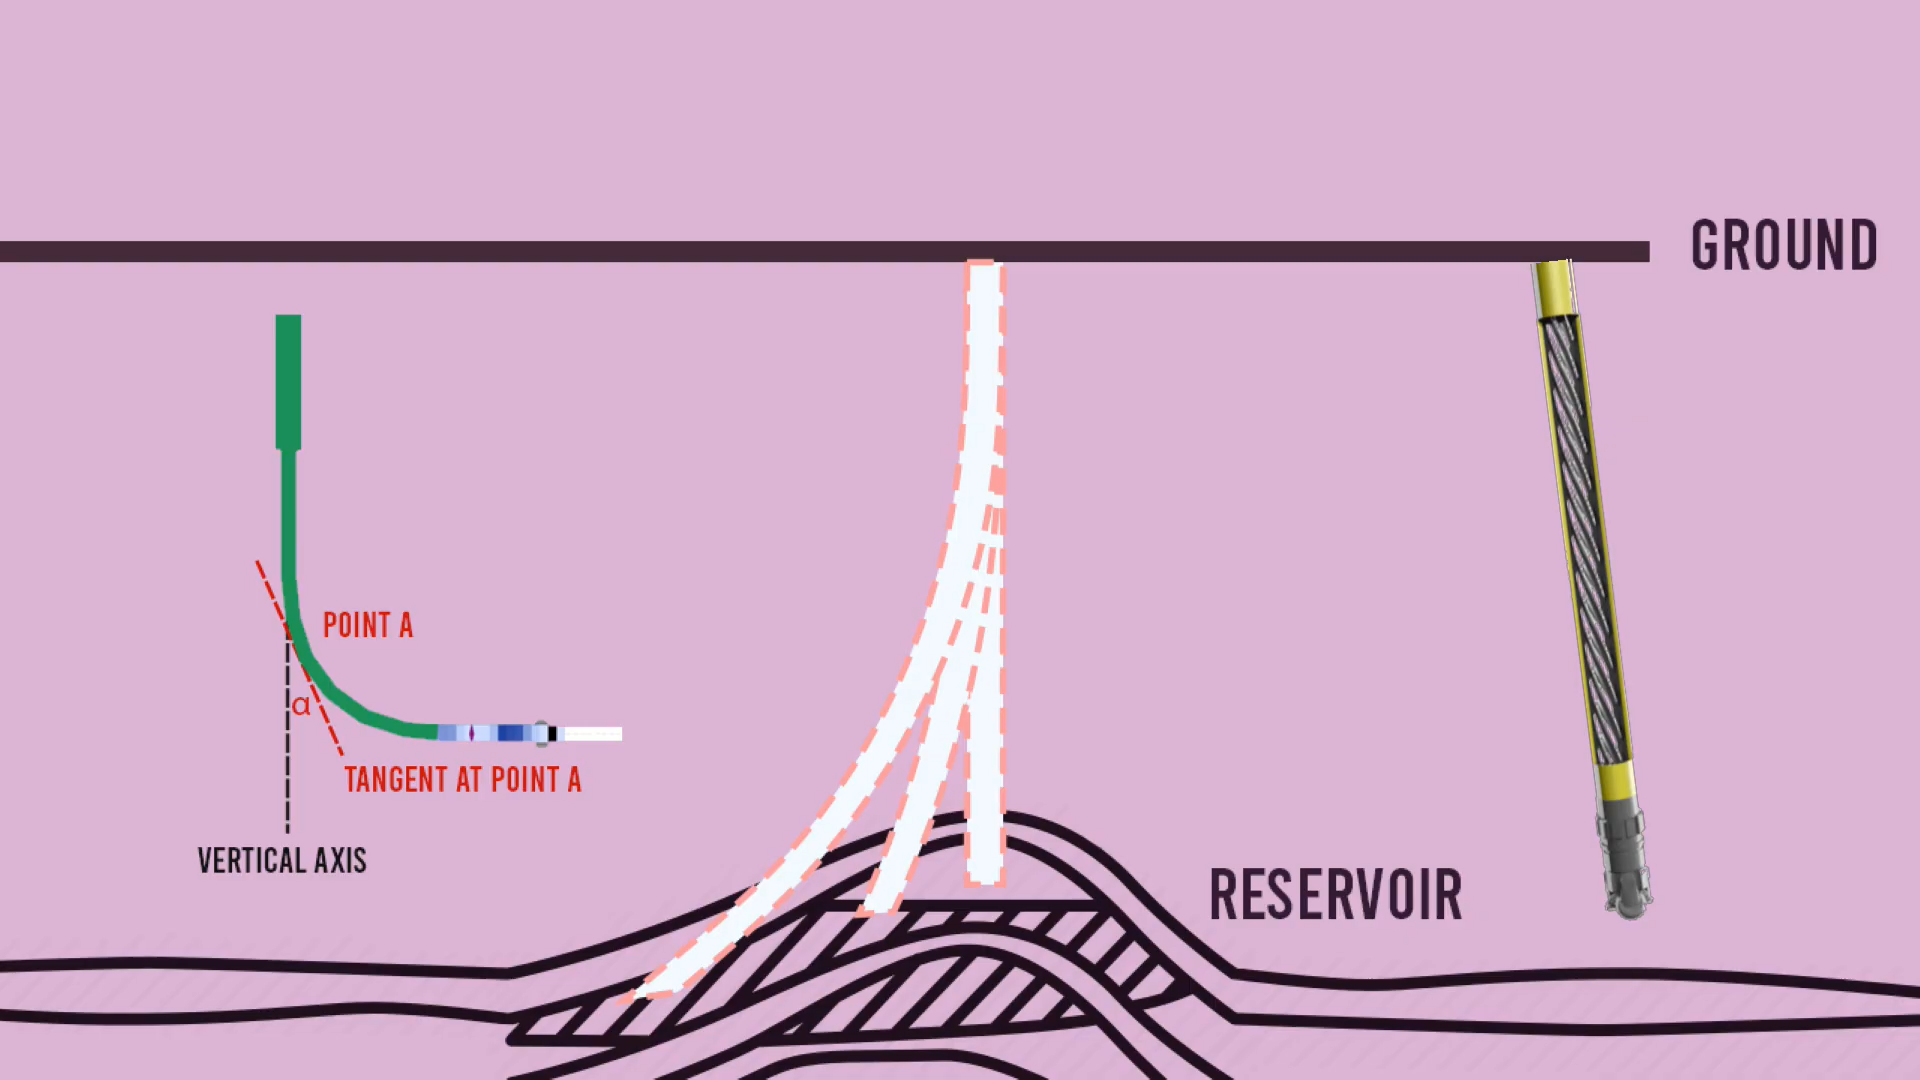 GROUND
POINT A
α
TANGENT AT POINT A
VERTICAL AXIS
RESERVOIR